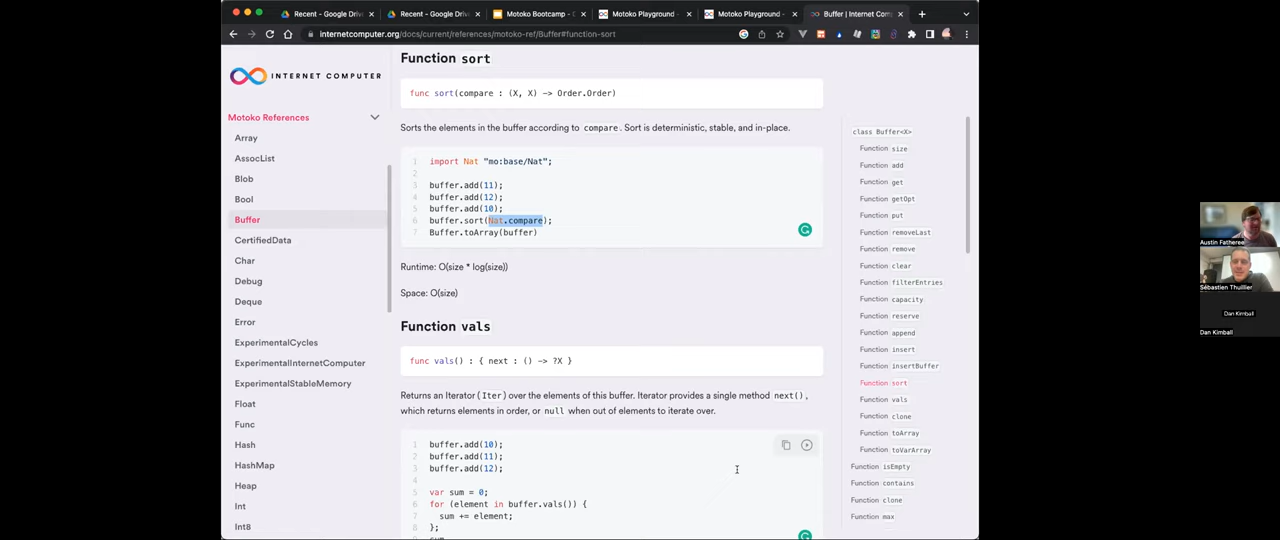 Recent - Google Driv
Recent - Google Driv
Motoko Bootcamp - D
Motoko Playground -
Motoko Playground -
Buffer | Internet Com
internetcomputer.org/docs/current/references/motoko-ref/Buffer#function-sort
INTERNET COMPUTER
Motoko References
Array
AssocList
Blob
Bool
Buffer
CertifiedData
Char
Debug
Deque
Error
ExperimentalCycles
ExperimentalInternetComputer
ExperimentalStableMemory
Float
Func
Hash
HashMap
Heap
Int
Int8
Function sort
func sort(compare : (X, X) -> Order.Order)
Sorts the elements in the buffer according to compare. Sort is deterministic, stable, and in-place.
1 import Nat "mo:base/Nat";
2
3 buffer.add(11);
4 buffer.add(12);
5 buffer.add(10);
6 buffer.sort(Nat.compare);
7 Buffer.toArray(buffer)
Runtime: O(size * log(size))
Space: O(size)
Function vals
func vals() : { next : () -> ?X }
Returns an Iterator (Iter) over the elements of this buffer. Iterator provides a single method next(),
which returns elements in order, or null when out of elements to iterate over.
1 buffer.add(10);
2 buffer.add(11);
3 buffer.add(12);
4
5 var sum = 0;
6 for (element in buffer.vals()) {
7 sum += element;
8 };
9 sum
class Buffer<X>
Function size
Function add
Function get
Function getOpt
Function put
Function removeLast
Function remove
Function clear
Function filterEntries
Function capacity
Function reserve
Function append
Function insert
Function insertBuffer
Function sort
Function vals
Function clone
Function toArray
Function toVarArray
Function isEmpty
Function contains
Function clone
Function max
Austin Fatheree
Sébastien Thuillier
Dan Kimball
Dan Kimball